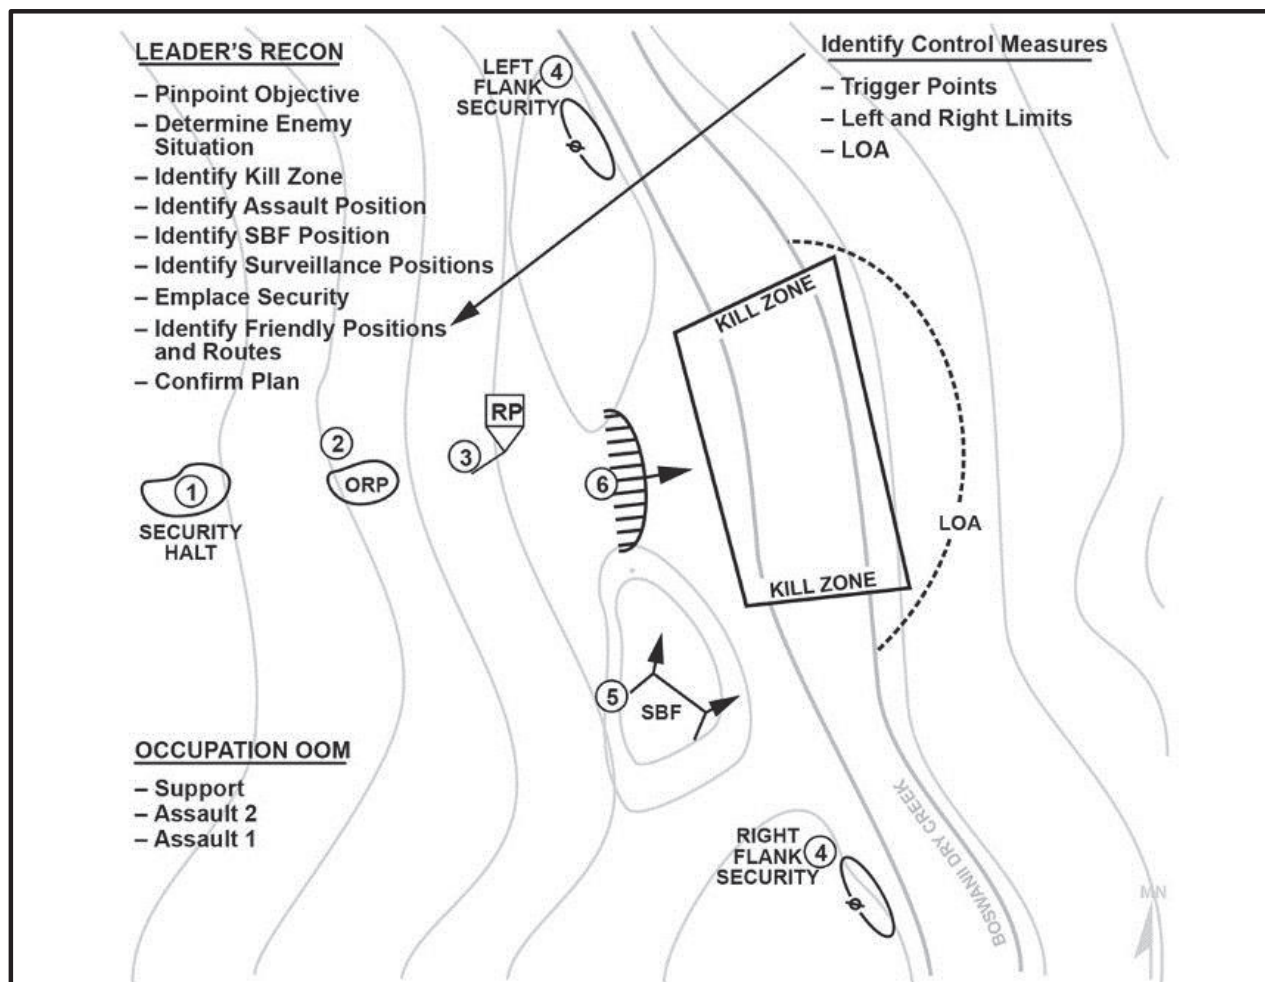 LEADER'S RECON
– Pinpoint Objective
– Determine Enemy
Situation
– Identify Kill Zone
– Identify Assault Position
– Identify SBF Position
– Identify Surveillance Positions
– Emplace Security
– Identify Friendly Positions
and Routes
– Confirm Plan
LEFT
FLANK
SECURITY
4
Identify Control Measures
– Trigger Points
– Left and Right Limits
– LOA
KILL ZONE
RP
3
2
ORP
1
SECURITY
HALT
6
LOA
KILL ZONE
5
SBF
OCCUPATION OOM
– Support
– Assault 2
– Assault 1
RIGHT
FLANK
SECURITY
4
BOSWANII DRY CREEK
MN